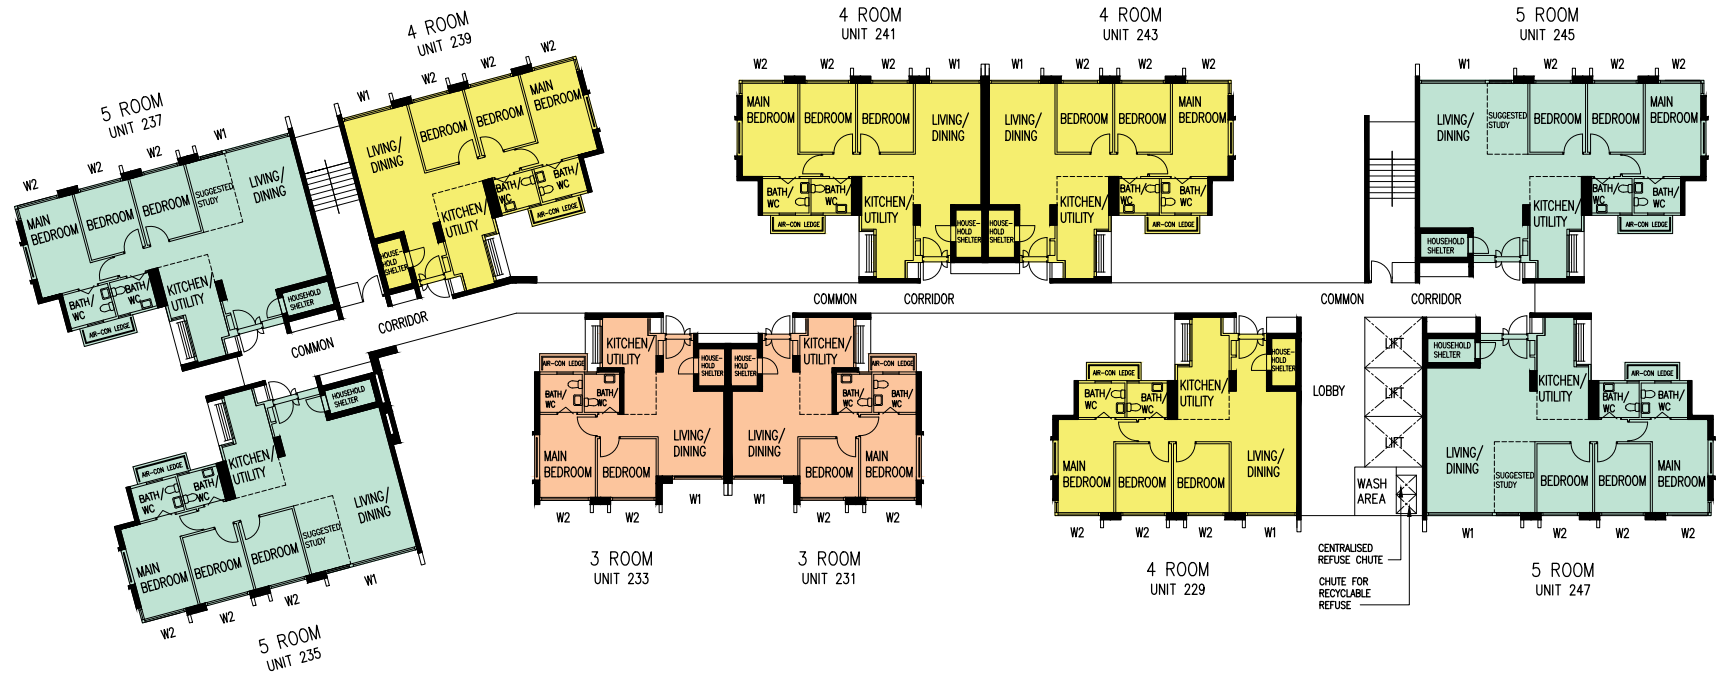 4 ROOM
UNIT 239
W1
W2
W2
W2
LIVING/
DINING
BEDROOM
BEDROOM
MAIN
BEDROOM
BATH/
WC
BATH/
WC
AIR-CON LEDGE
KITCHEN/
UTILITY
HOUSE-
HOLD
SHELTER
5 ROOM
UNIT 237
W2
W2
W2
W1
MAIN
BEDROOM
BEDROOM
BEDROOM
SUGGESTED
STUDY
LIVING/
DINING
BATH/
WC
BATH/
WC
AIR-CON LEDGE
KITCHEN/
UTILITY
HOUSEHOLD
SHELTER
COMMON
CORRIDOR
4 ROOM
UNIT 241
W2
W2
W2
W1
MAIN
BEDROOM
BEDROOM
BEDROOM
LIVING/
DINING
BATH/
WC
BATH/
WC
AIR-CON LEDGE
KITCHEN/
UTILITY
HOUSE-
HOLD
SHELTER
4 ROOM
UNIT 243
W1
W2
W2
W2
LIVING/
DINING
BEDROOM
BEDROOM
MAIN
BEDROOM
HOUSE-
HOLD
SHELTER
KITCHEN/
UTILITY
BATH/
WC
BATH/
WC
AIR-CON LEDGE
5 ROOM
UNIT 245
W1
W2
W2
W2
LIVING/
DINING
SUGGESTED
STUDY
BEDROOM
BEDROOM
MAIN
BEDROOM
HOUSEHOLD
SHELTER
KITCHEN/
UTILITY
BATH/
WC
BATH/
WC
AIR-CON LEDGE
COMMON CORRIDOR
COMMON CORRIDOR
HOUSEHOLD
SHELTER
KITCHEN/
UTILITY
AIR-CON LEDGE
BATH/
WC
BATH/
WC
MAIN
BEDROOM
BEDROOM
BEDROOM
SUGGESTED
STUDY
LIVING/
DINING
W2
W2
W2
W1
5 ROOM
UNIT 235
KITCHEN/
UTILITY
HOUSE-
HOLD
SHELTER
AIR-CON LEDGE
BATH/
WC
BATH/
WC
MAIN
BEDROOM
BEDROOM
LIVING/
DINING
W2
W2
W1
3 ROOM
UNIT 233
HOUSE-
HOLD
SHELTER
KITCHEN/
UTILITY
AIR-CON LEDGE
BATH/
WC
BATH/
WC
LIVING/
DINING
BEDROOM
MAIN
BEDROOM
W1
W2
W2
3 ROOM
UNIT 231
AIR-CON LEDGE
KITCHEN/
UTILITY
HOUSE-
HOLD
SHELTER
BATH/
WC
BATH/
WC
MAIN
BEDROOM
BEDROOM
BEDROOM
LIVING/
DINING
W2
W2
W2
W1
4 ROOM
UNIT 229
LOBBY
LIFT
LIFT
LIFT
WASH
AREA
CENTRALISED
REFUSE CHUTE
CHUTE FOR
RECYCLABLE
REFUSE
HOUSEHOLD
SHELTER
KITCHEN/
UTILITY
AIR-CON LEDGE
BATH/
WC
BATH/
WC
LIVING/
DINING
SUGGESTED
STUDY
BEDROOM
BEDROOM
MAIN
BEDROOM
W1
W2
W2
W2
5 ROOM
UNIT 247